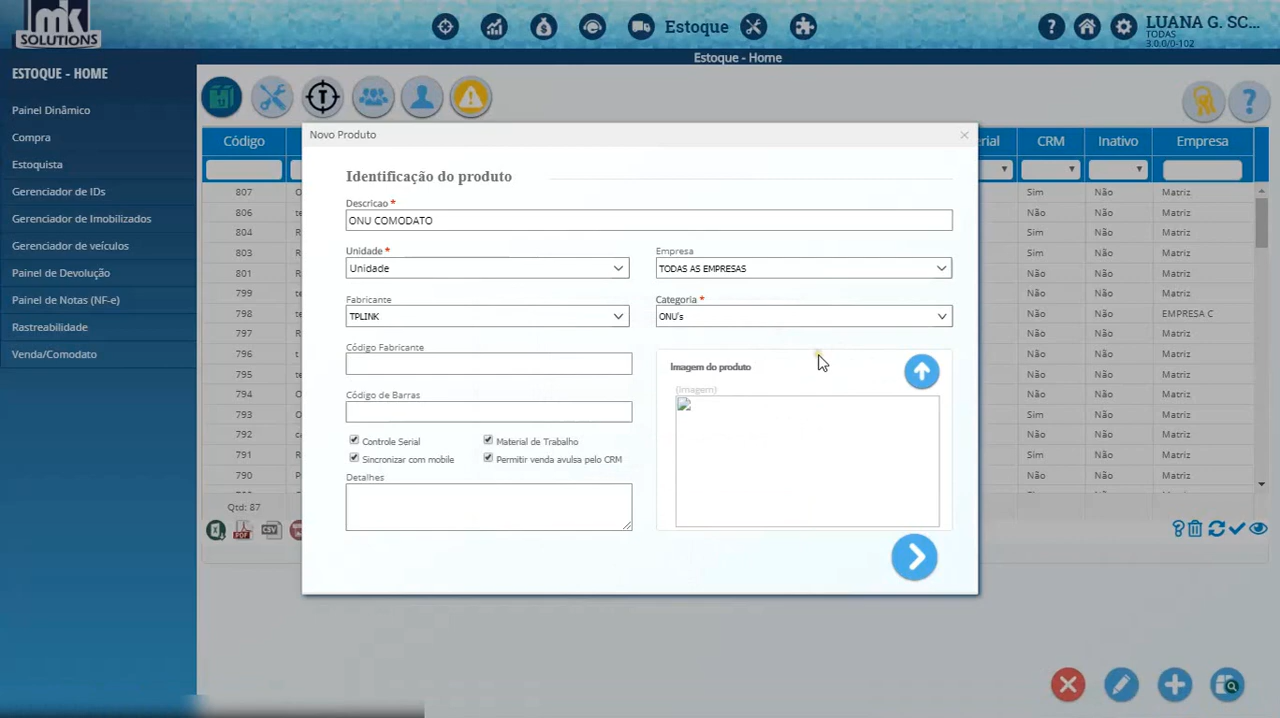 mk
SOLUTIONS
Estoque
LUANA G. SC...
TODAS
3.0.0/0-102
ESTOQUE - HOME
Estoque - Home
Painel Dinâmico
Compra
Estoquista
Gerenciador de IDs
Gerenciador de Imobilizados
Gerenciador de veículos
Painel de Devolução
Painel de Notas (NF-e)
Rastreabilidade
Venda/Comodato
Código
CRM
Inativo
Empresa
807
Sim Não Matriz
806
Não Não Matriz
804
Sim Não Matriz
803
Sim Não Matriz
801
Não Não Matriz
799
Não Não Matriz
798
Não Não EMPRESA C
797
Não Não Matriz
796
Não Não Matriz
794
Não Não Matriz
793
Sim Não Matriz
792
Não Não Matriz
791
Sim Não Matriz
790
Não Não Matriz
Qtd: 87
PDF
CSV
Novo Produto
Identificação do produto
Descricao *
ONU COMODATO
Unidade *
Unidade
Empresa
TODAS AS EMPRESAS
Fabricante
TPLINK
Categoria *
ONU's
Código Fabricante
Código de Barras
Imagem do produto
(Imagem)
Controle Serial
Material de Trabalho
Sincronizar com mobile
Permitir venda avulsa pelo CRM
Detalhes